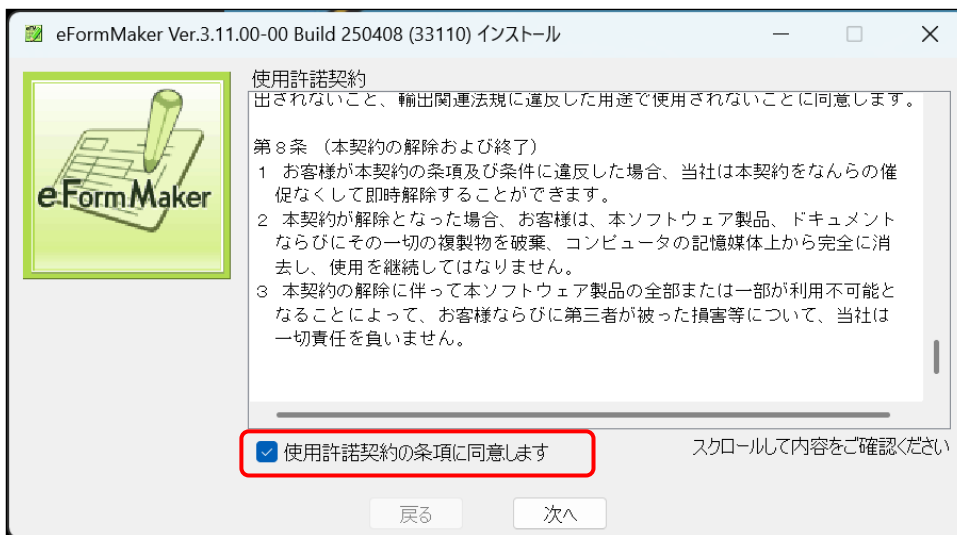 eFormMaker Ver.3.11.00-00 Build 250408 (33110) インストール
eFormMaker
使用許諾契約
出されないこと、輸出関連法規に違反した用途で使用されないことに同意します。
第8条 （本契約の解除および終了）
1 お客様が本契約の条項及び条件に違反した場合、当社は本契約をなんらの催
促なくして即時解除することができます。
2 本契約が解除となった場合、お客様は、本ソフトウェア製品、ドキュメント
ならびにその一切の複製物を破棄、コンピュータの記憶媒体上から完全に消
去し、使用を継続してはなりません。
3 本契約の解除に伴って本ソフトウェア製品の全部または一部が利用不可能と
なることによって、お客様ならびに第三者が被った損害等について、当社は
一切責任を負いません。
使用許諾契約の条項に同意します
スクロールして内容をご確認ください
戻る
次へ